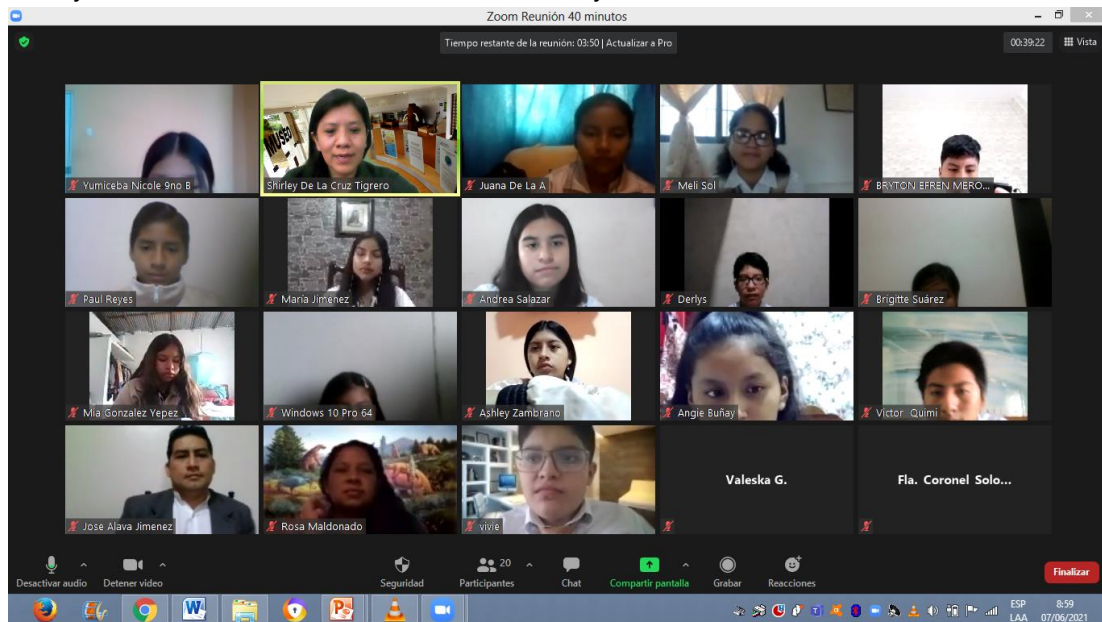 Zoom Reunión 40 minutos
Tiempo restante de la reunión: 03:50 | Actualizar a Pro
00:39:22 Vista
Yumiceba Nicole 9no B
MUSEO
Shirley De La Cruz Tigrero
Juana De La A
Meli Sol
BRYTON EFREN MERO...
Paul Reyes
María Jiménez
Andrea Salazar
Derlys
Brigitte Suárez
Mia Gonzalez Yepez
Windows 10 Pro 64
Ashley Zambrano
Angie Buñay
Victor Quimi
Jose Alava Jimenez
Rosa Maldonado
vivie
Valeska G.
Fla. Coronel Solo...
Desactivar audio
Detener video
Seguridad
20
Participantes
Chat
Compartir pantalla
Grabar
Reacciones
Finalizar
ESP 8:59
LAA 07/06/2021